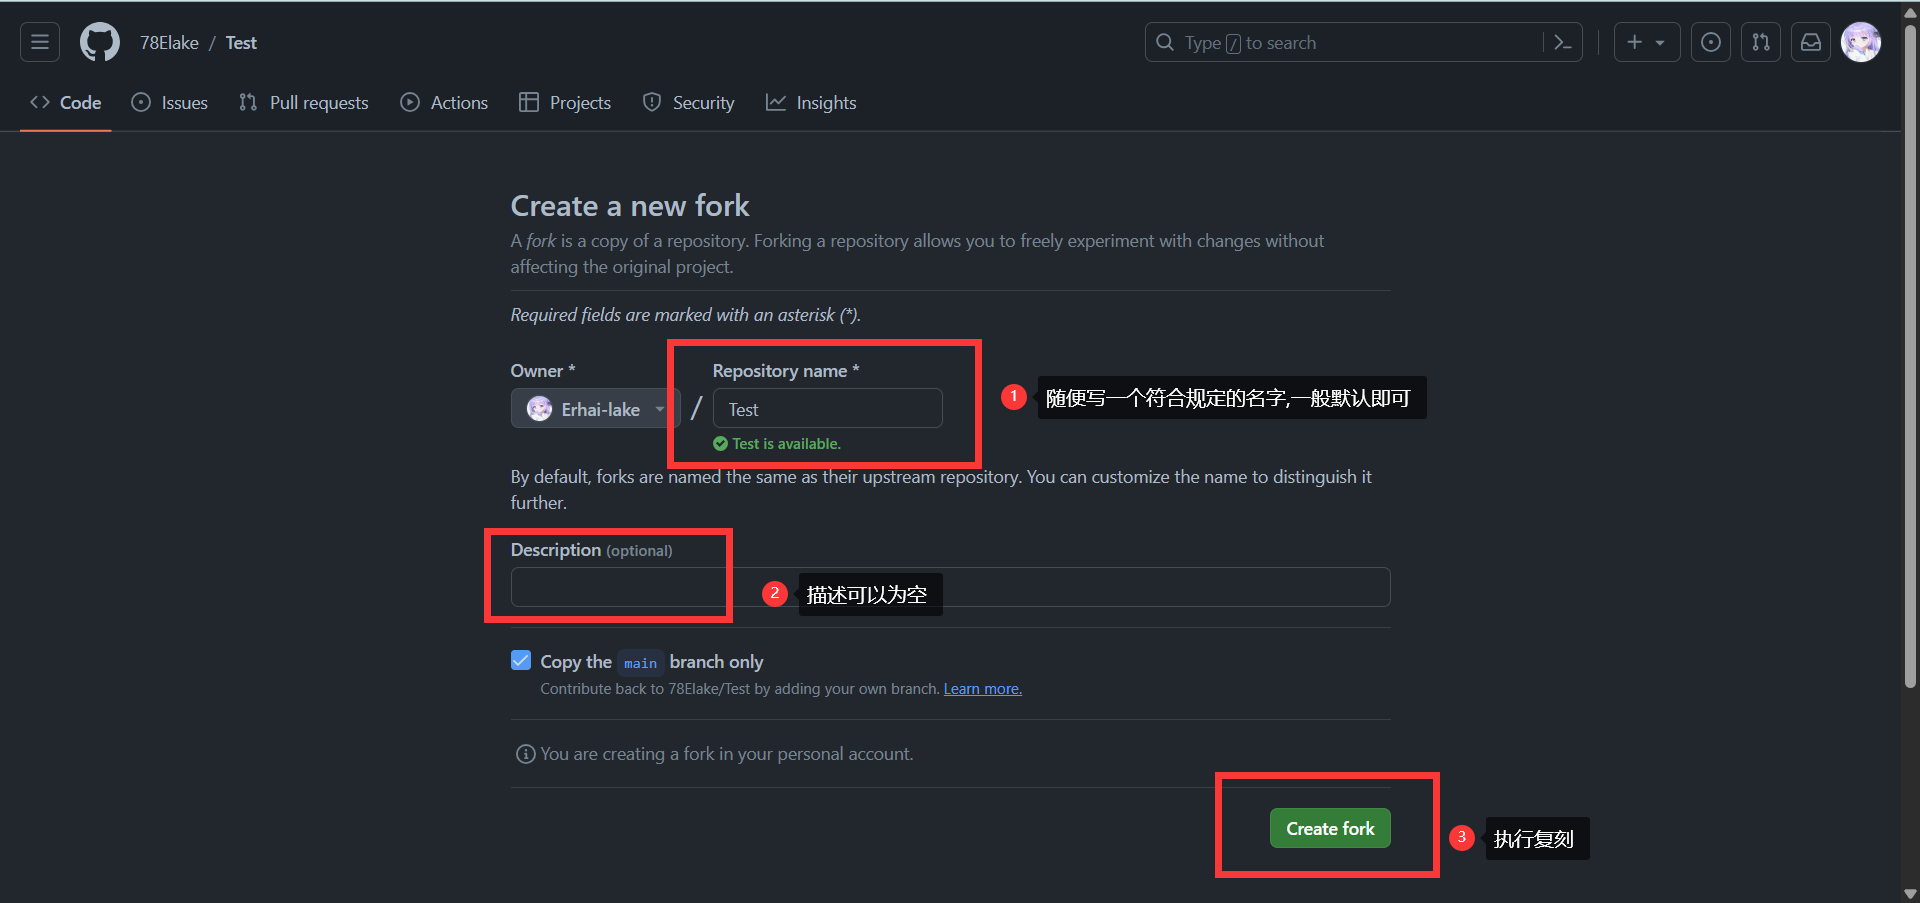 78Elake / Test
Type / to search
Code Issues Pull requests Actions Projects Security Insights
Create a new fork
A fork is a copy of a repository. Forking a repository allows you to freely experiment with changes without
affecting the original project.
Required fields are marked with an asterisk (*).
Owner * Repository name *
Erhai-lake / Test
1 随便写一个符合规定的名字,一般默认即可
Test is available.
By default, forks are named the same as their upstream repository. You can customize the name to distinguish it
further.
Description (optional)
2 描述可以为空
Copy the main branch only
Contribute back to 78Elake/Test by adding your own branch. Learn more.
You are creating a fork in your personal account.
Create fork
3 执行复刻